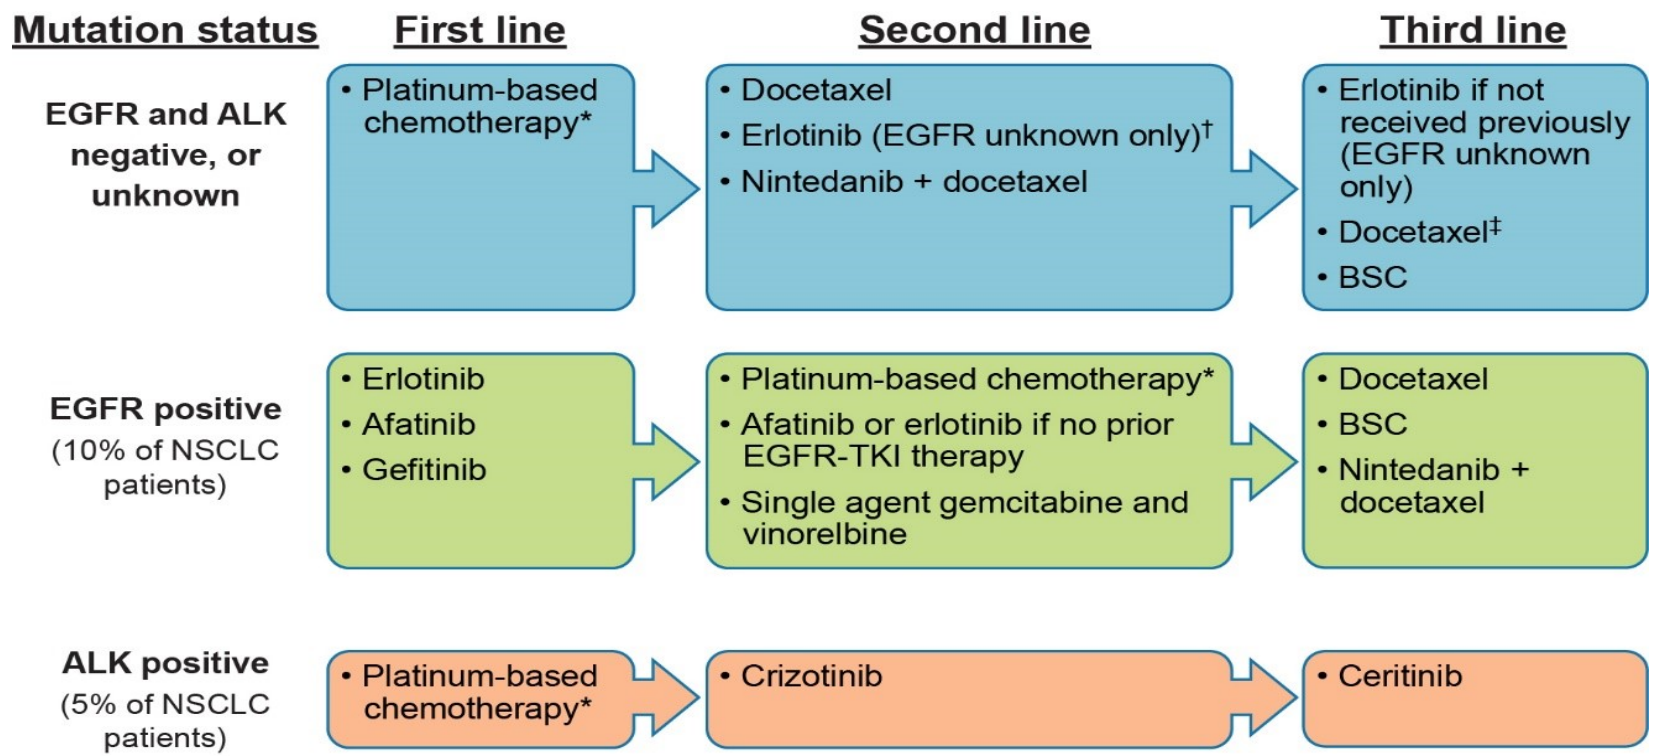 Mutation status
First line
Second line
Third line
EGFR and ALK
negative, or
unknown
• Platinum-based
chemotherapy*
• Docetaxel
• Erlotinib (EGFR unknown only)†
• Nintedanib + docetaxel
• Erlotinib if not
received previously
(EGFR unknown
only)
• Docetaxel‡
• BSC
EGFR positive
(10% of NSCLC
patients)
• Erlotinib
• Afatinib
• Gefitinib
• Platinum-based chemotherapy*
• Afatinib or erlotinib if no prior
EGFR-TKI therapy
• Single agent gemcitabine and
vinorelbine
• Docetaxel
• BSC
• Nintedanib +
docetaxel
ALK positive
(5% of NSCLC
patients)
• Platinum-based
chemotherapy*
• Crizotinib
• Ceritinib